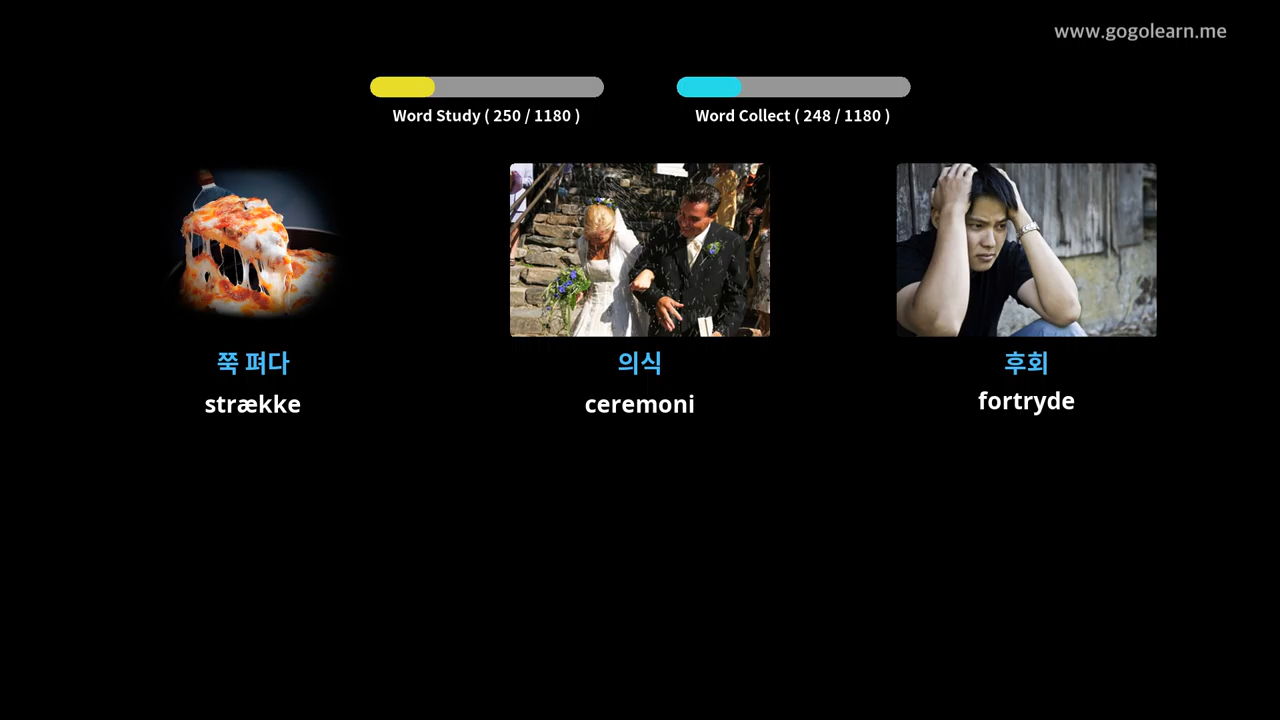 www.gogolearn.me
Word Study ( 250 / 1180 )
Word Collect ( 248 / 1180 )
쭉 펴다
의식
후회
strække
ceremoni
fortryde